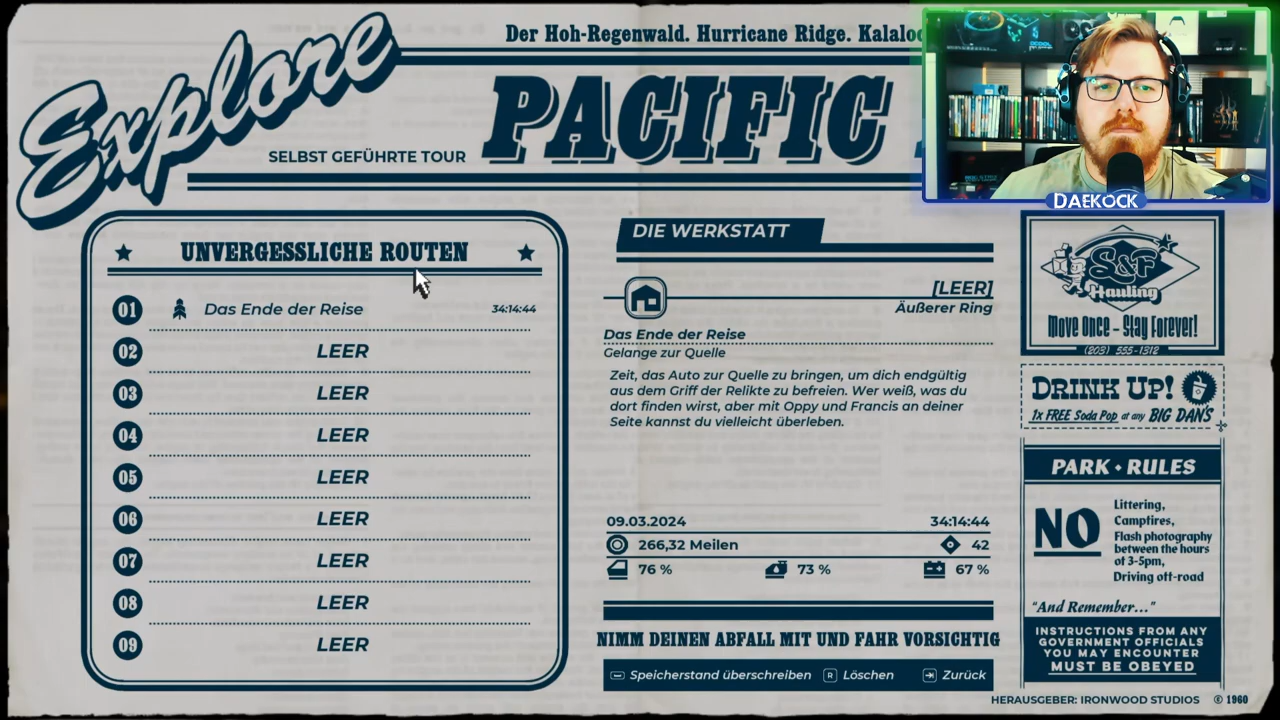 Explore
Der Hoh-Regenwald. Hurricane Ridge.
SELBST GEFÜHRTE TOUR
PACIFIC
DAEKOCK
UNVERGESSLICHE ROUTEN
01 Das Ende der Reise 34:14:44
02 LEER
03 LEER
04 LEER
05 LEER
06 LEER
07 LEER
08 LEER
09 LEER
DIE WERKSTATT
[LEER]
Äußerer Ring
Das Ende der Reise
Gelange zur Quelle
Zeit, das Auto zur Quelle zu bringen, um dich endgültig
aus dem Griff der Relikte zu befreien. Wer weiß, was du
dort finden wirst, aber mit Oppy und Francis an deiner
Seite kannst du vielleicht überleben.
09.03.2024 34:14:44
266,32 Meilen 42
76 % 73 % 67 %
NIMM DEINEN ABFALL MIT UND FAHR VORSICHTIG
Speicherstand überschreiben R Löschen Zurück
S&F
Hauling
Move Once - Stay Forever!
(203) 555-1312
DRINK UP!
1x FREE Soda Pop at any BIG DAN'S
PARK • RULES
NO
Littering,
Campfires,
Flash photography
between the hours
of 3-5pm,
Driving off-road
"And Remember..."
INSTRUCTIONS FROM ANY
GOVERNMENT OFFICIALS
YOU MAY ENCOUNTER
MUST BE OBEYED
HERAUSGEBER: IRONWOOD STUDIOS © 1960